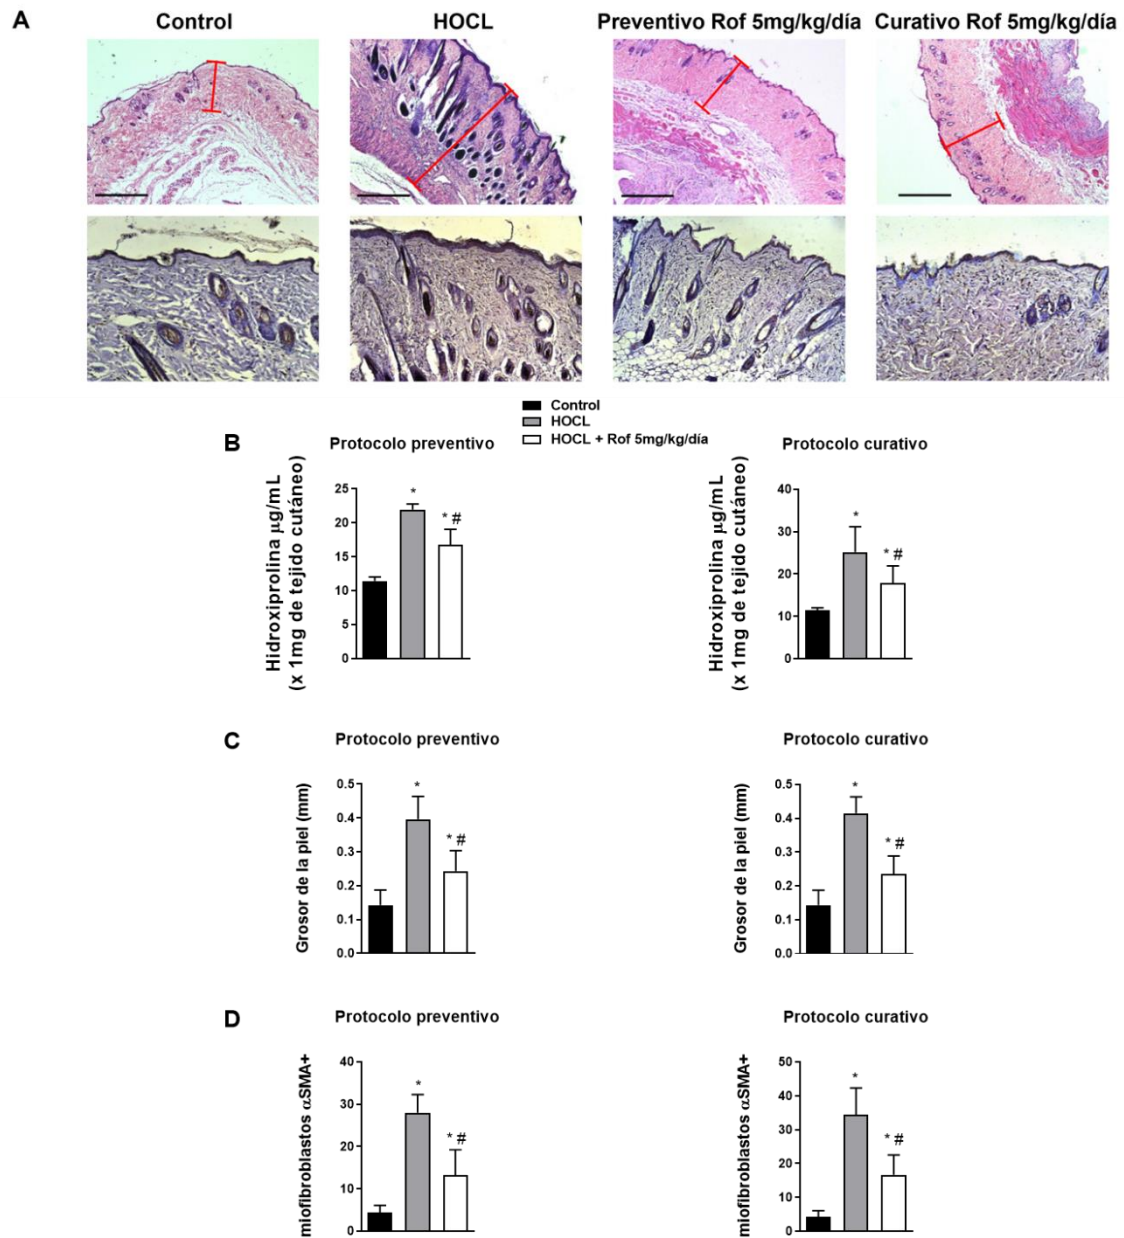 A
Control
HOCL
Preventivo Rof 5mg/kg/día
Curativo Rof 5mg/kg/día
Control
HOCL
HOCL + Rof 5mg/kg/día
B
Protocolo preventivo
Hidroxiprolina µg/mL
(x 1mg de tejido cutáneo)
25
20
15
10
5
0
*
* #
Protocolo curativo
Hidroxiprolina µg/mL
(x 1mg de tejido cutáneo)
40
30
20
10
0
*
* #
C
Protocolo preventivo
Grosor de la piel (mm)
0.5
0.4
0.3
0.2
0.1
0.0
*
* #
Protocolo curativo
Grosor de la piel (mm)
0.5
0.4
0.3
0.2
0.1
0.0
*
* #
D
Protocolo preventivo
miofibroblastos αSMA+
40
30
20
10
0
*
* #
Protocolo curativo
miofibroblastos αSMA+
50
40
30
20
10
0
*
* #